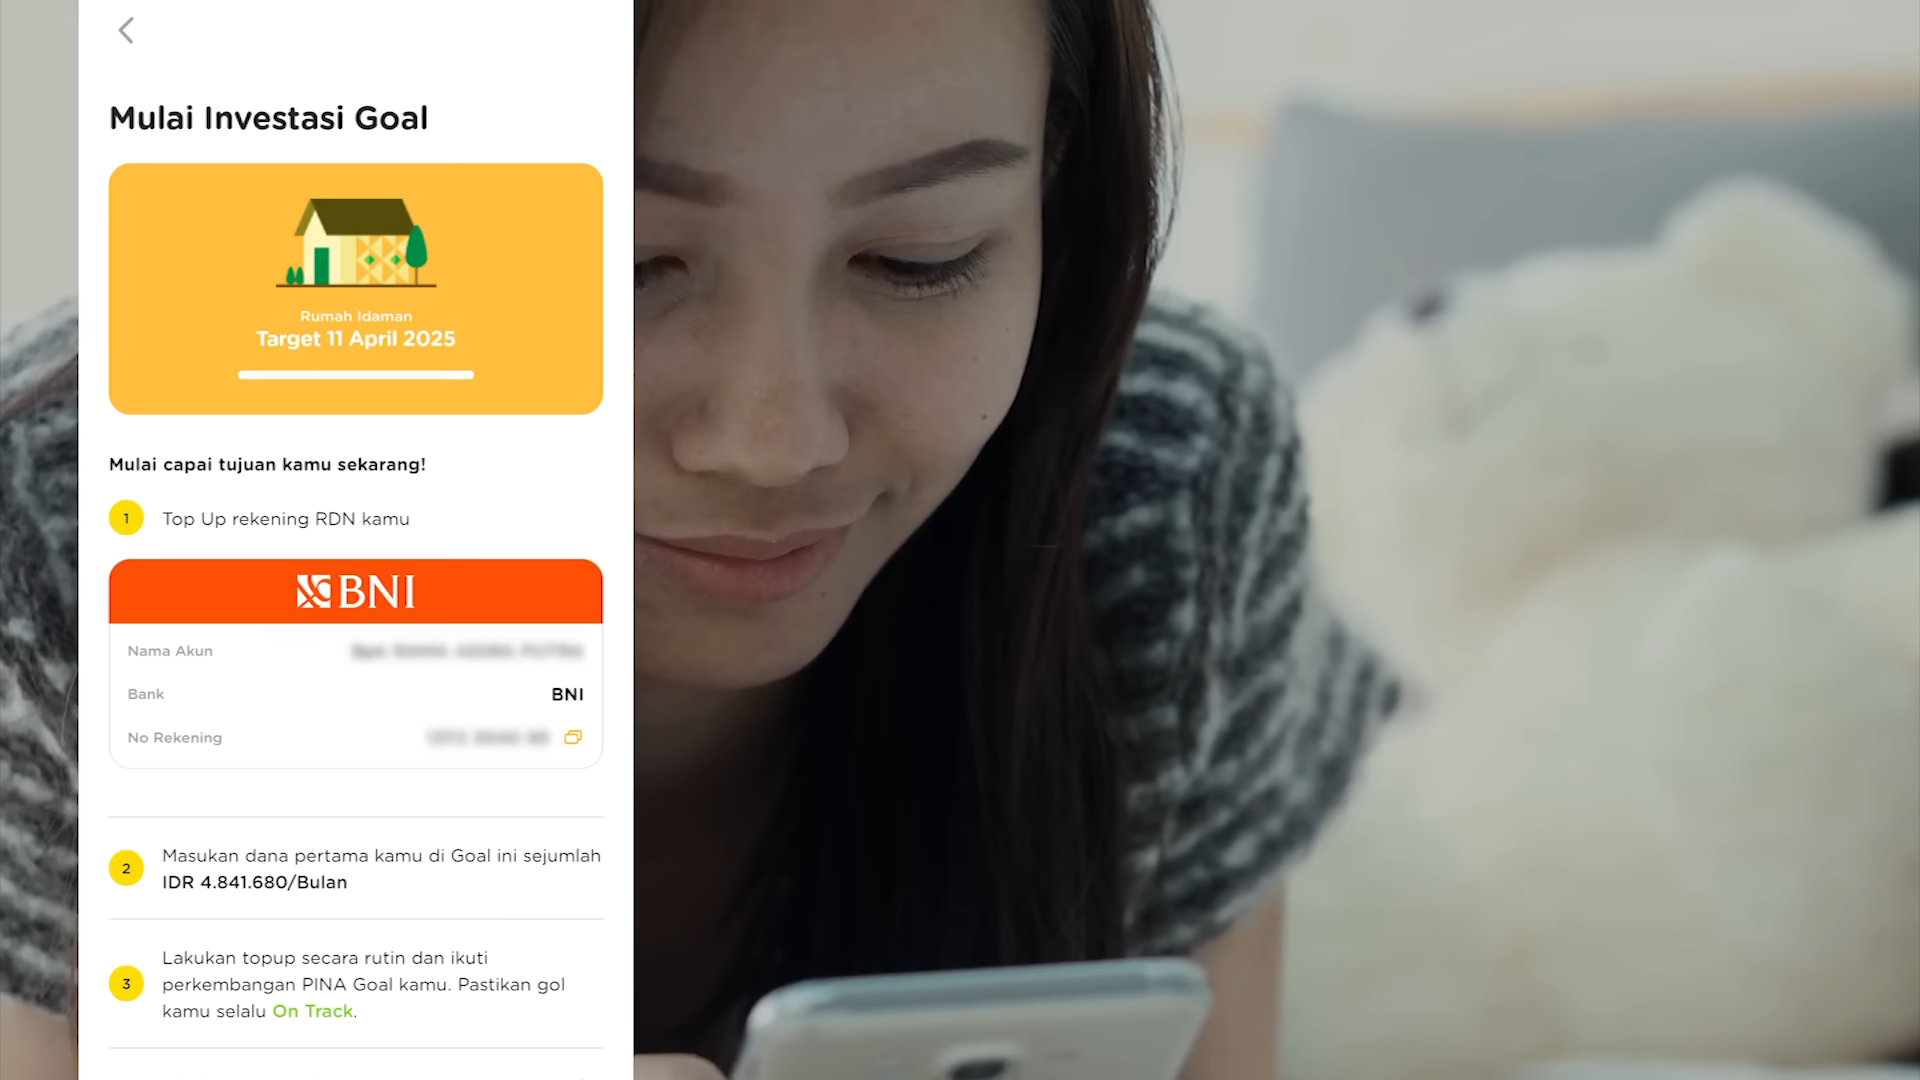 Mulai Investasi Goal
Rumah Idaman
Target 11 April 2025
Mulai capai tujuan kamu sekarang!
1 Top Up rekening RDN kamu
BNI
Nama Akun
Bank BNI
No Rekening
2 Masukan dana pertama kamu di Goal ini sejumlah
IDR 4.841.680/Bulan
3 Lakukan topup secara rutin dan ikuti
perkembangan PINA Goal kamu. Pastikan gol
kamu selalu On Track.